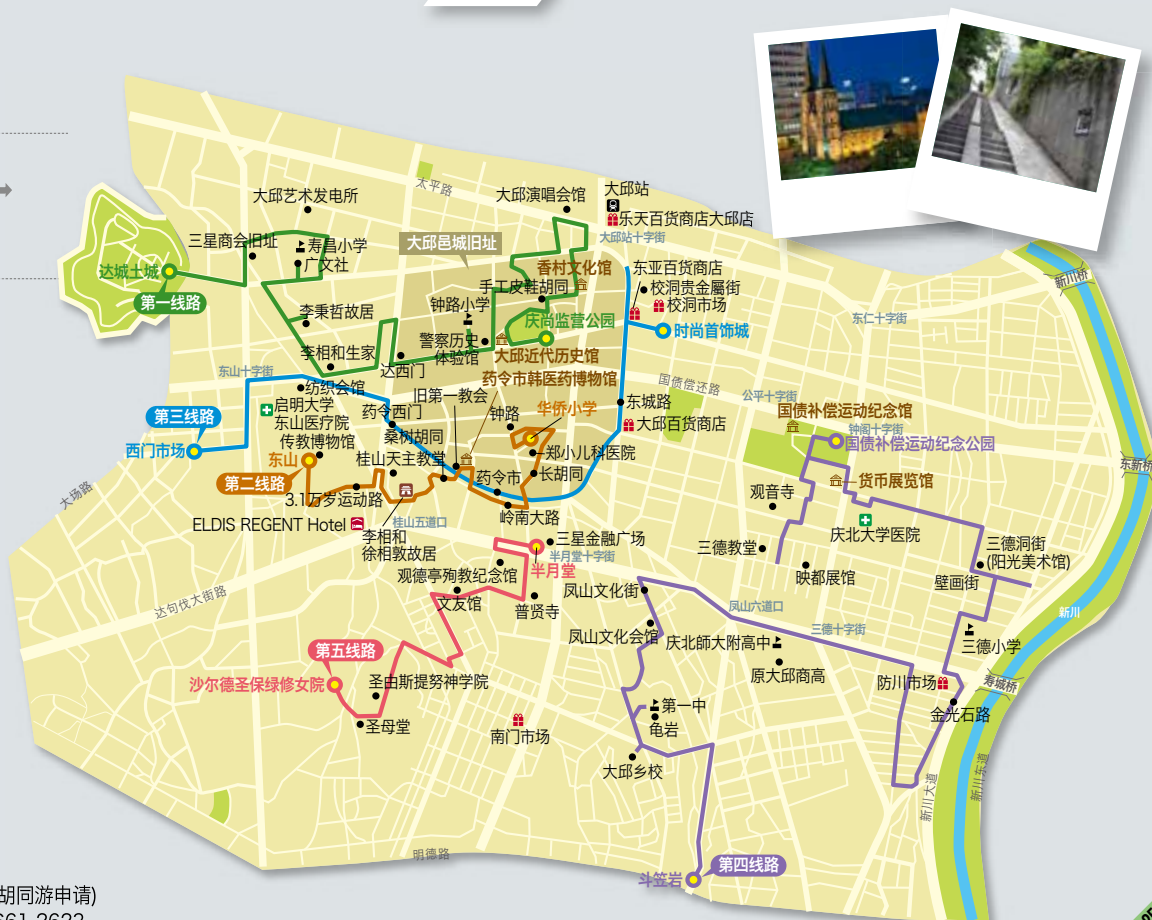 太平路
大邱艺术发电所
大邱演唱会馆
大邱站
乐天百货商店大邱店
大邱站十字街
三星商会旧址
寿昌小学
广文社
大邱邑城旧址
达城土城
第一线路
香村文化馆
东亚百货商店
手工皮鞋胡同
校洞贵金属街
校洞市场
新川桥
李秉哲故居
钟路小学
庆尚监营公园
时尚首饰城
东仁十字街
警察历史
体验馆
李相和生家
达西门
大邱近代历史馆
东山十字街
药令市韩医药博物馆
国债偿还路
纺织会馆
旧第一教会
公平十字街
第三线路
启明大学
东山医疗院
传教博物馆
药令西门
钟路
华侨小学
东城路
国债补偿运动纪念馆
大邱百货商店
钟阁十字街
西门市场
桑树胡同
国债补偿运动纪念公园
东山
桂山天主教堂
郑小儿科医院
东新桥
第二线路
药令市
长胡同
货币展览馆
大场路
3.1万岁运动路
观音寺
ELDIS REGENT Hotel
桂山五道口
岭南大路
庆北大学医院
李相和
徐相敦故居
三星金融广场
半月堂十字街
三德教堂
三德洞街
(阳光美术馆)
半月堂
观德亭殉教纪念馆
映都展馆
壁画街
达句伐大街路
文友馆
普贤寺
凤山文化街
凤山六道口
新川
凤山文化会馆
庆北師大附高中
三德十字街
三德小学
第五线路
原大邱商高
沙尔德圣保绿修女院
圣由斯提努神学院
防川市场
寿城桥
第一中
龟岩
金光石路
圣母堂
南门市场
大邱乡校
新川大道
新川东道
明德路
斗笠岩
第四线路
胡同游申请)